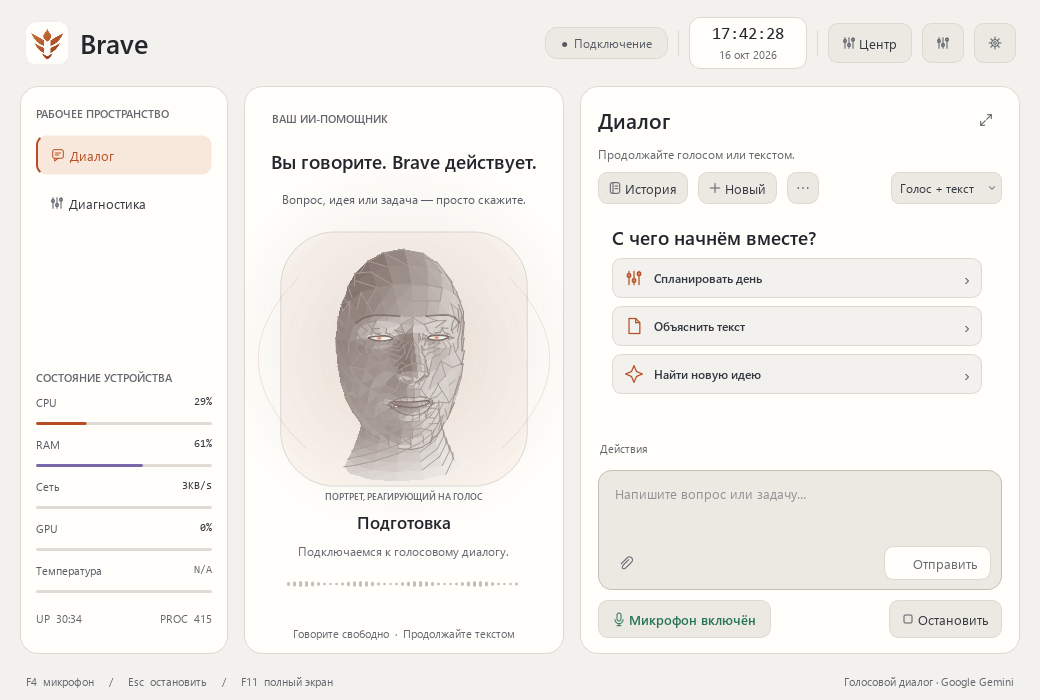 Brave
● Подключение
17:42:28
16 окт 2026
Центр
РАБОЧЕЕ ПРОСТРАНСТВО
Диалог
Диагностика
СОСТОЯНИЕ УСТРОЙСТВА
CPU 29%
RAM 61%
Сеть 3KB/s
GPU 0%
Температура N/A
UP 30:34 PROC 415
ВАШ ИИ-ПОМОЩНИК
Вы говорите. Brave действует.
Вопрос, идея или задача — просто скажите.
ПОРТРЕТ, РЕАГИРУЮЩИЙ НА ГОЛОС
Подготовка
Подключаемся к голосовому диалогу.
Говорите свободно · Продолжайте текстом
Диалог
Продолжайте голосом или текстом.
История
Новый
···
Голос + текст
С чего начнём вместе?
Спланировать день ›
Объяснить текст ›
Найти новую идею ›
Действия
Напишите вопрос или задачу...
Отправить
Микрофон включён
Остановить
F4 микрофон / Esc остановить / F11 полный экран
Голосовой диалог · Google Gemini